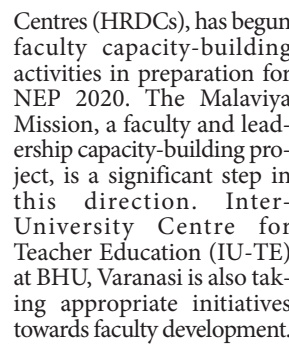 Centres (HRDCs), has begun
faculty capacity-building
activities in preparation for
NEP 2020. The Malaviya
Mission, a faculty and lead-
ership capacity-building pro-
ject, is a significant step in
this direction. Inter-
University Centre for
Teacher Education (IU-TE)
at BHU, Varanasi is also tak-
ing appropriate initiatives
towards faculty development.